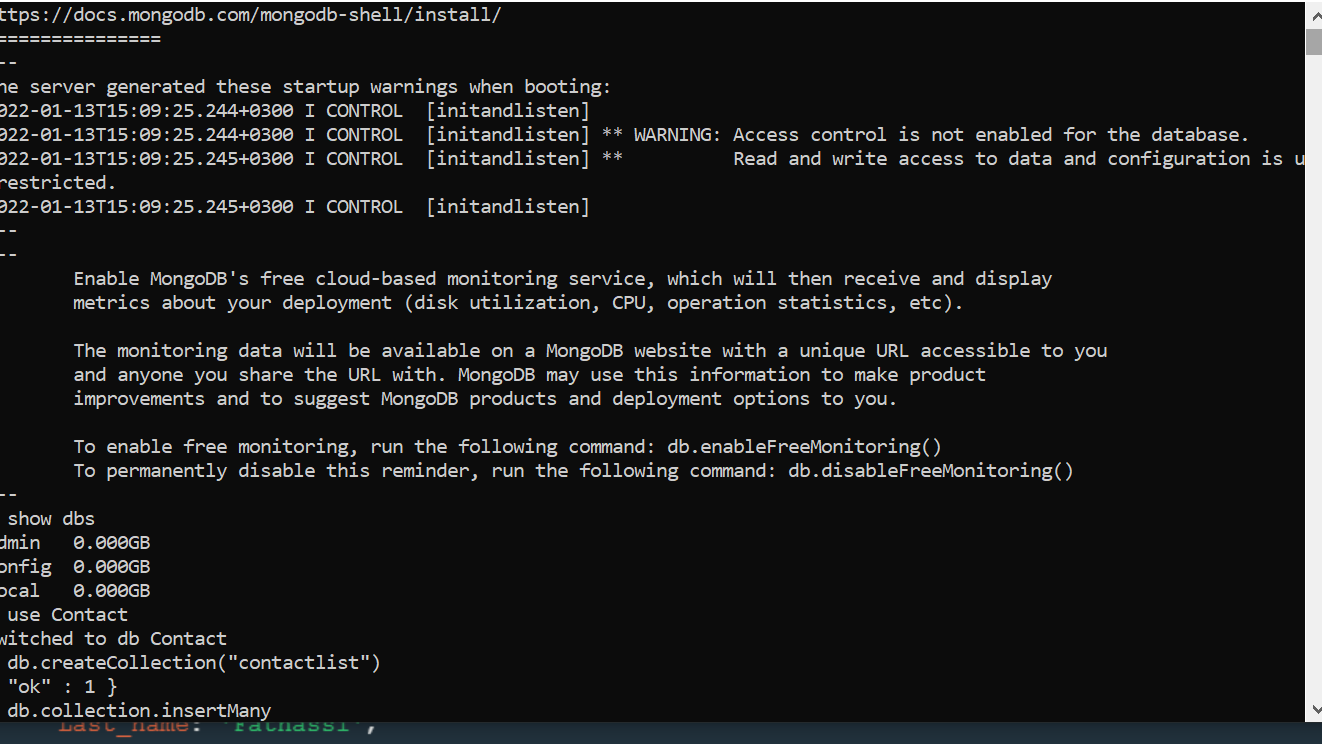 ttps://docs.mongodb.com/mongodb-shell/install/
===============
--
he server generated these startup warnings when booting:
022-01-13T15:09:25.244+0300 I CONTROL  [initandlisten]
022-01-13T15:09:25.244+0300 I CONTROL  [initandlisten] ** WARNING: Access control is not enabled for the database.
022-01-13T15:09:25.245+0300 I CONTROL  [initandlisten] **          Read and write access to data and configuration is u
restricted.
022-01-13T15:09:25.245+0300 I CONTROL  [initandlisten]
--
--
Enable MongoDB's free cloud-based monitoring service, which will then receive and display
metrics about your deployment (disk utilization, CPU, operation statistics, etc).
The monitoring data will be available on a MongoDB website with a unique URL accessible to you
and anyone you share the URL with. MongoDB may use this information to make product
improvements and to suggest MongoDB products and deployment options to you.
To enable free monitoring, run the following command: db.enableFreeMonitoring()
To permanently disable this reminder, run the following command: db.disableFreeMonitoring()
--
show dbs
dmin   0.000GB
onfig  0.000GB
ocal   0.000GB
use Contact
witched to db Contact
db.createCollection("contactlist")
"ok" : 1 }
db.collection.insertMany
Last_name: "Fathassi",